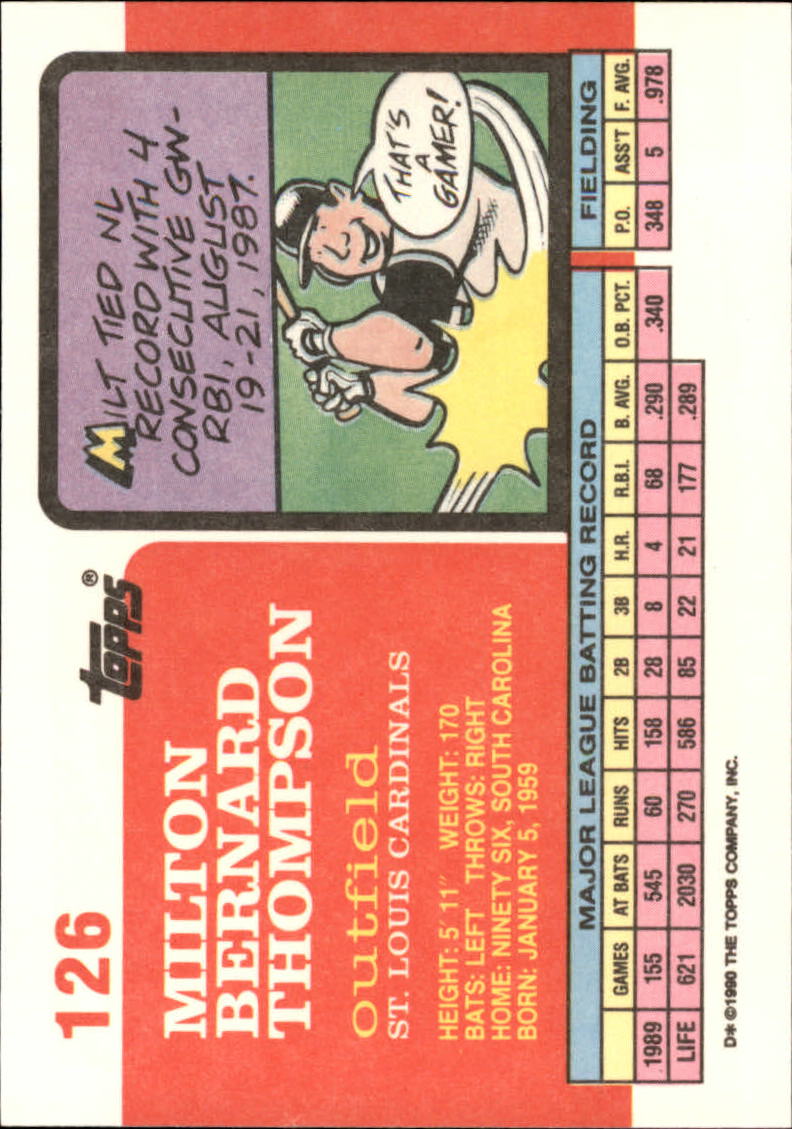 126
Topps®
MILTON
BERNARD
THOMPSON
outfield
ST. LOUIS CARDINALS
HEIGHT: 5'11" WEIGHT: 170
BATS: LEFT THROWS: RIGHT
HOME: NINETY SIX, SOUTH CAROLINA
BORN: JANUARY 5, 1959
MILT TIED NL
RECORD WITH 4
CONSECUTIVE GW-
RBI, AUGUST
19-21, 1987.
THAT'S
A
GAMER!
MAJOR LEAGUE BATTING RECORD FIELDING
GAMES AT BATS RUNS HITS 2B 3B H.R. R.B.I. B. AVG. O.B. PCT. P.O. ASS'T F. AVG.
1989 155 545 60 158 28 8 4 68 .290 .340 348 5 .978
LIFE 621 2030 270 586 85 22 21 177 .289
D* ©1990 THE TOPPS COMPANY, INC.